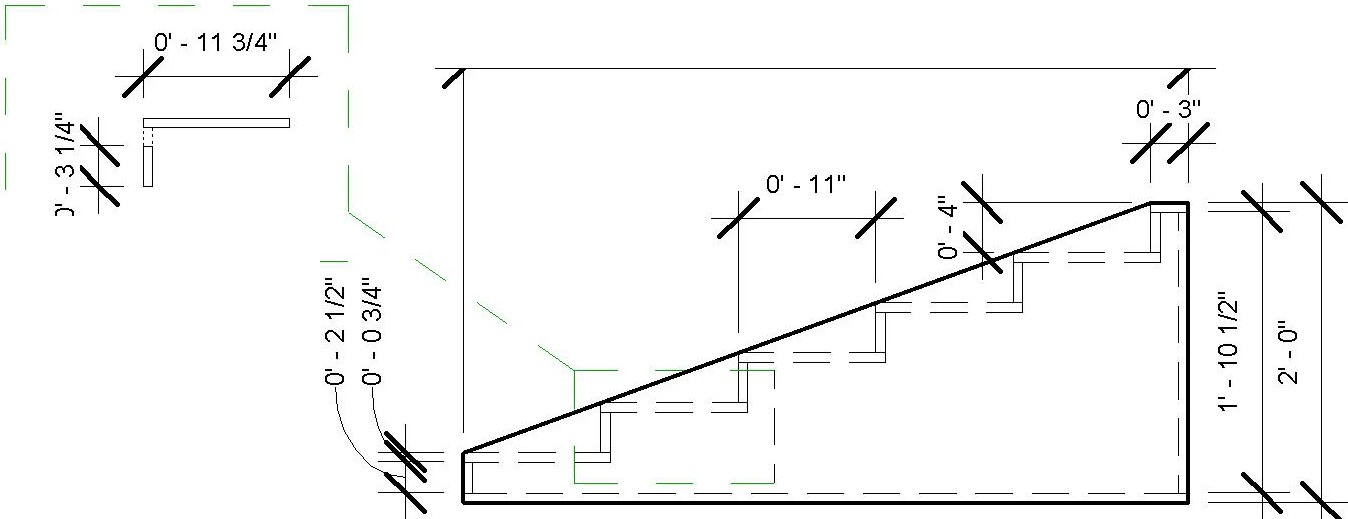 0' - 11 3/4"
0' - 3 1/4"
0' - 3"
0' - 11"
0' - 4"
0' - 2 1/2"
0' - 0 3/4"
1' - 10 1/2"
2' - 0"